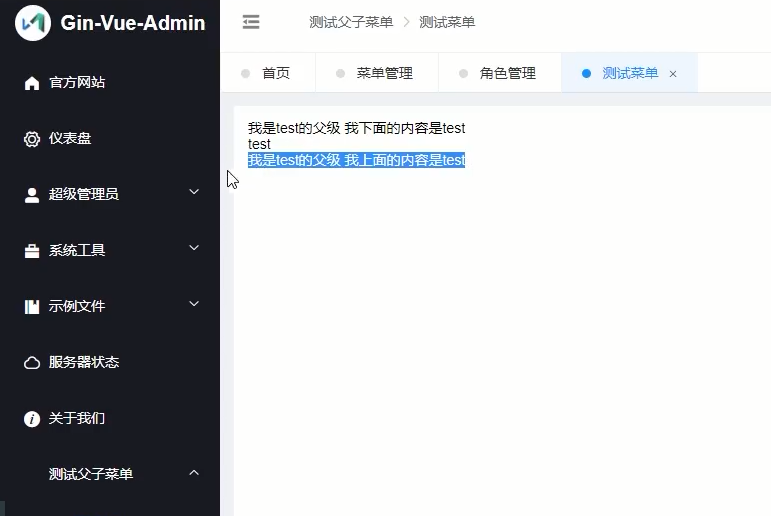 Gin-Vue-Admin
官方网站
仪表盘
超级管理员
系统工具
示例文件
服务器状态
关于我们
测试父子菜单
测试父子菜单 > 测试菜单
首页 菜单管理 角色管理 测试菜单 ×
我是test的父级 我下面的内容是test
test
我是test的父级 我上面的内容是test